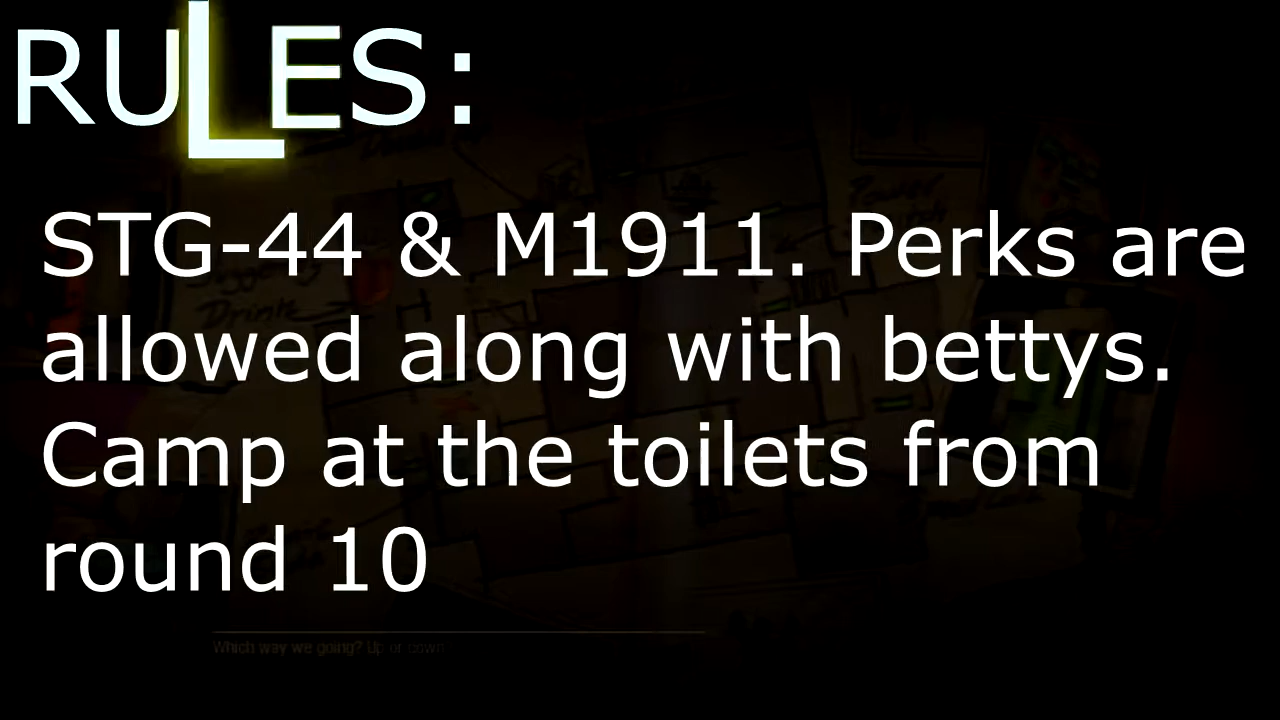 RULES:
STG-44 & M1911. Perks are
allowed along with bettys.
Camp at the toilets from
round 10
Which way we going? Up or down